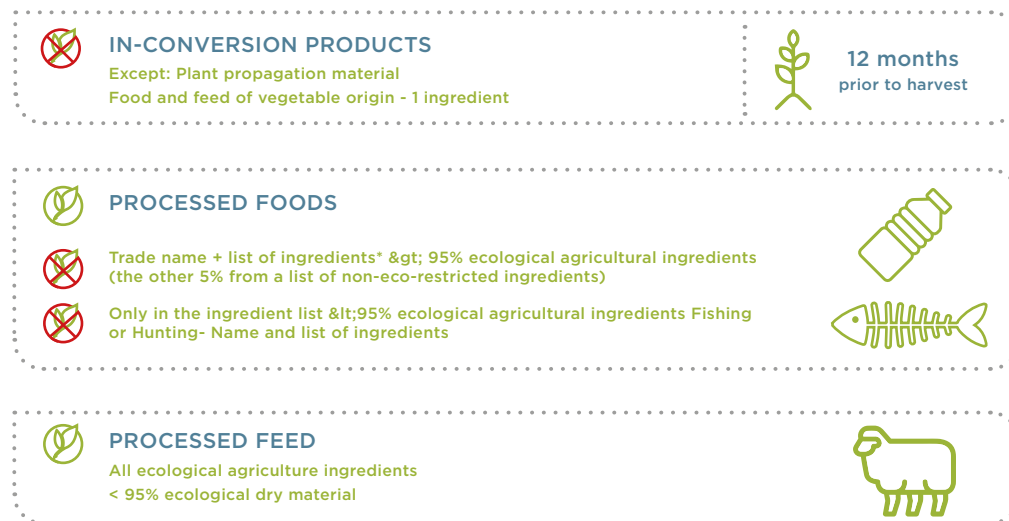 IN-CONVERSION PRODUCTS
Except: Plant propagation material
Food and feed of vegetable origin - 1 ingredient
12 months
prior to harvest
PROCESSED FOODS
Trade name + list of ingredients* &gt; 95% ecological agricultural ingredients
(the other 5% from a list of non-eco-restricted ingredients)
Only in the ingredient list &lt;95% ecological agricultural ingredients Fishing
or Hunting- Name and list of ingredients
PROCESSED FEED
All ecological agriculture ingredients
< 95% ecological dry material